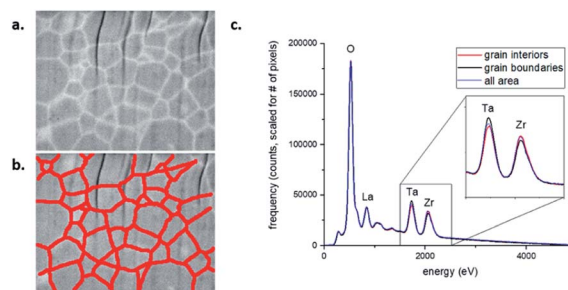 a.
b.
c.
frequency (counts, scaled for # of pixels)
200000
150000
100000
50000
0
0
2000
4000
energy (eV)
O
La
Ta
Zr
grain interiors
grain boundaries
all area
Ta
Zr